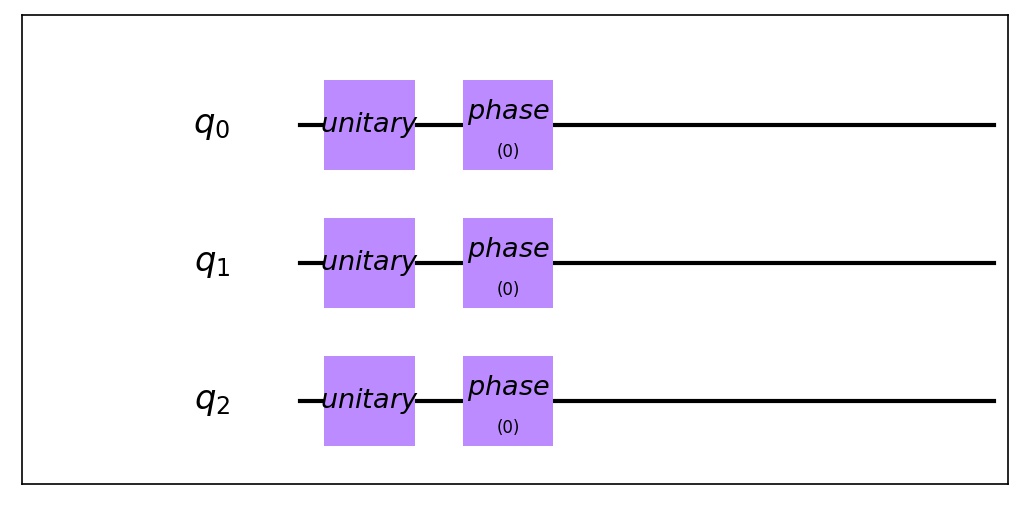 q0 unitary phase
(0)
q1 unitary phase
(0)
q2 unitary phase
(0)